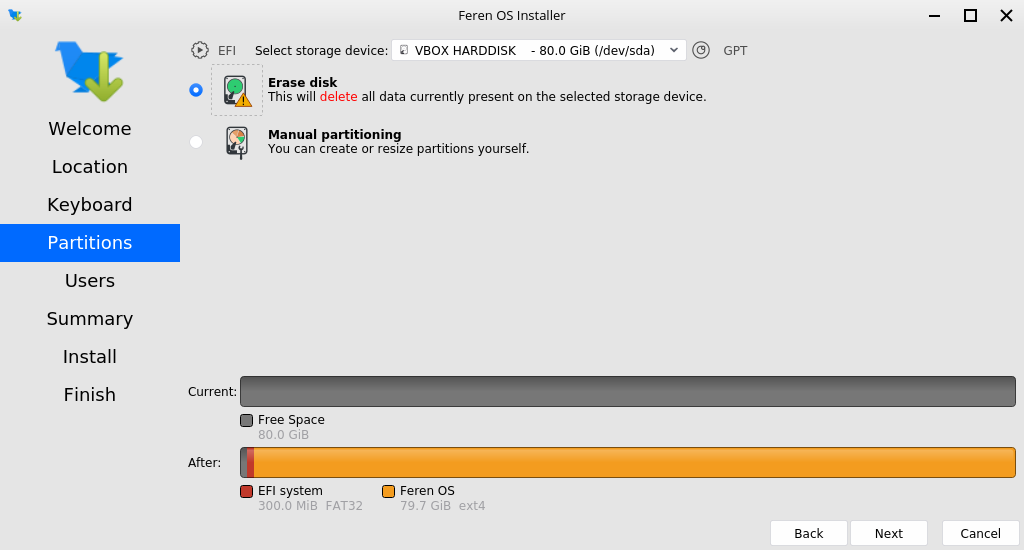 Feren OS Installer
EFI Select storage device: VBOX HARDDISK - 80.0 GiB (/dev/sda) GPT
Erase disk
This will delete all data currently present on the selected storage device.
Manual partitioning
You can create or resize partitions yourself.
Welcome
Location
Keyboard
Partitions
Users
Summary
Install
Finish
Current:
Free Space
80.0 GiB
After:
EFI system Feren OS
300.0 MiB FAT32 79.7 GiB ext4
Back Next Cancel